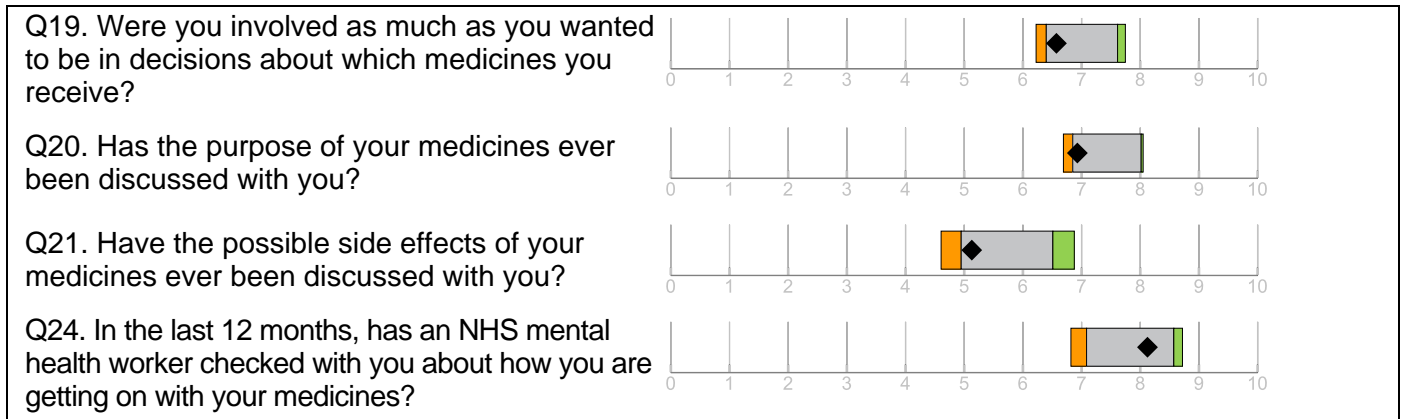 Q19. Were you involved as much as you wanted
to be in decisions about which medicines you
receive?
0 1 2 3 4 5 6 7 8 9 10
Q20. Has the purpose of your medicines ever
been discussed with you?
0 1 2 3 4 5 6 7 8 9 10
Q21. Have the possible side effects of your
medicines ever been discussed with you?
0 1 2 3 4 5 6 7 8 9 10
Q24. In the last 12 months, has an NHS mental
health worker checked with you about how you are
getting on with your medicines?
0 1 2 3 4 5 6 7 8 9 10